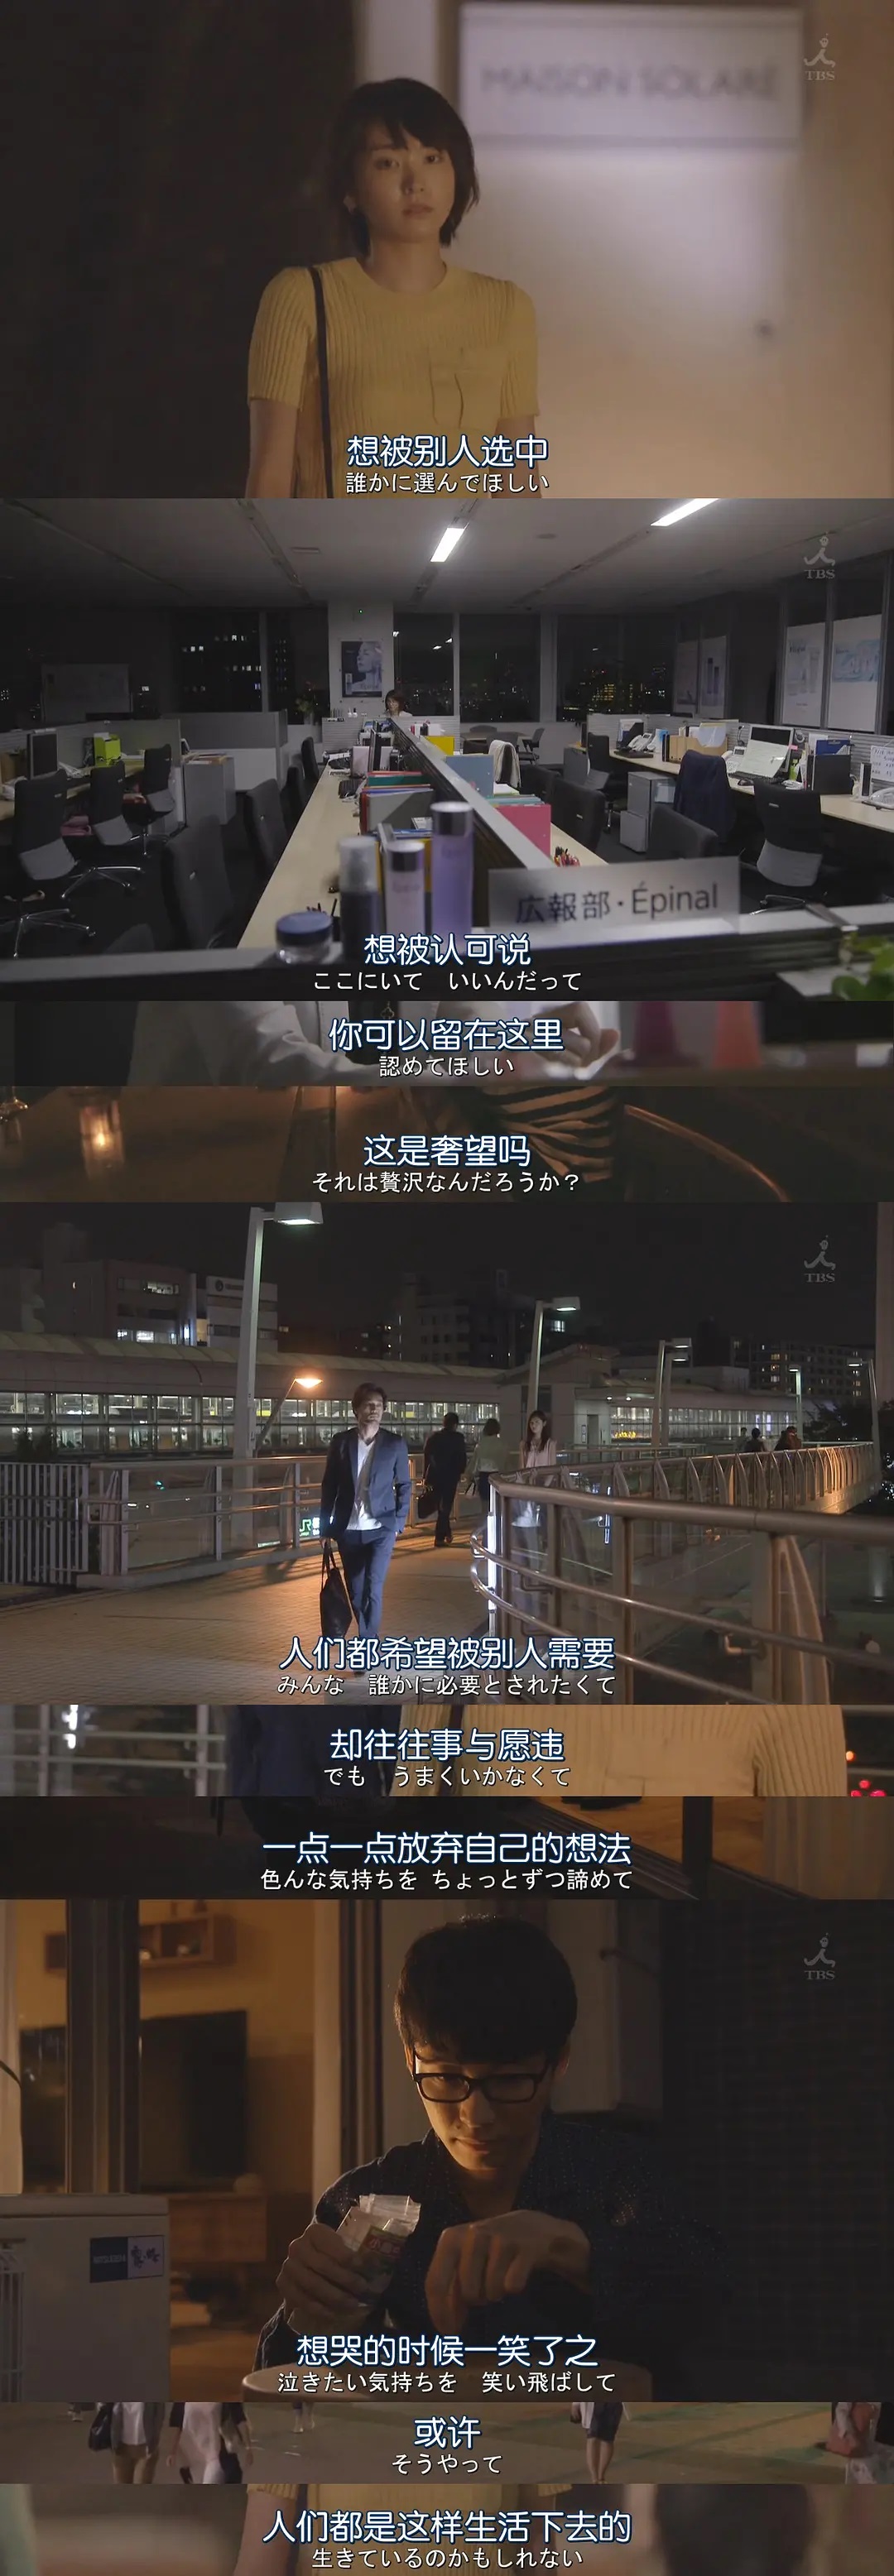 MAISON SOLARE
TBS
想被别人选中
誰かに選んでほしい
TBS
広報部・Épinal
想被认可说
ここにいて いいんだって
你可以留在这里
認めてほしい
这是奢望吗
それは贅沢なんだろうか?
TBS
人们都希望被别人需要
みんな 誰かに必要とされたくて
却往往事与愿违
でも うまくいかなくて
一点一点放弃自己的想法
色んな気持ちを ちょっとずつ諦めて
TBS
想哭的时候一笑了之
泣きたい気持ちを 笑い飛ばして
或许
そうやって
人们都是这样生活下去的
生きているのかもしれない